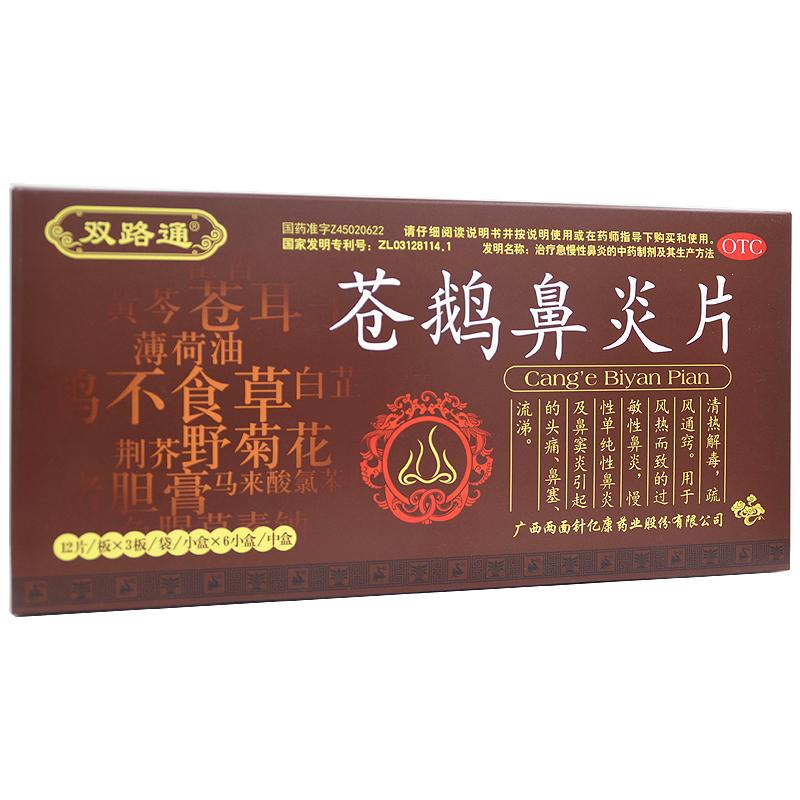 双路通
国药准字Z45020622
请仔细阅读说明书并按说明使用或在药师指导下购买和使用。
国家发明专利号：ZL03128114.1
发明名称：治疗急慢性鼻炎的中药制剂及其生产方法
OTC
苍鹅鼻炎片
Cang'e Biyan Pian
黄芩 苍耳
薄荷油
不食草 白芷
荆芥 野菊花
胆膏 马来酸氯苯
清热解毒，疏
风通窍。用于
风热而致的过
敏性鼻炎，慢
性单纯性鼻炎
及鼻窦炎引起
的头痛、鼻塞、
流涕。
12片/板×3板/袋/小盒×6小盒/中盒
广西两面针亿康药业股份有限公司